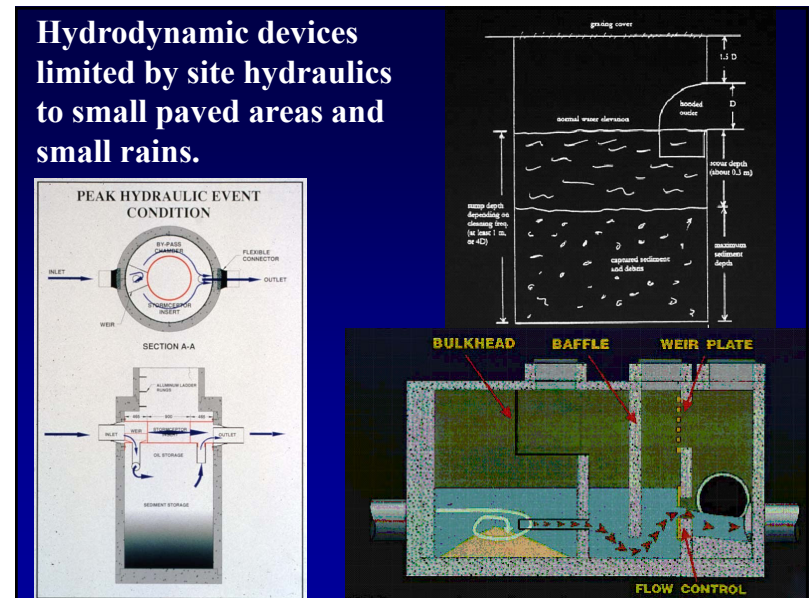 Hydrodynamic devices
limited by site hydraulics
to small paved areas and
small rains.
PEAK HYDRAULIC EVENT
CONDITION
BY-PASS
CHAMBER
FLEXIBLE
CONNECTOR
INLET
OUTLET
STORMCEPTOR
INSERT
WEIR
SECTION A-A
ALUMINUM LADDER
RUNGS
INLET
WEIR
STORMCEPTOR
INSERT
OUTLET
OIL STORAGE
SEDIMENT STORAGE
grating cover
1.5 D
hooded
outlet
D
normal water elevation
scour depth
(about 0.3 m)
sump depth
depending on
cleaning freq.
(at least 1 m,
or 4D)
captured sediment
and debris
maximum
sediment
depth
BULKHEAD
BAFFLE
WEIR PLATE
FLOW CONTROL